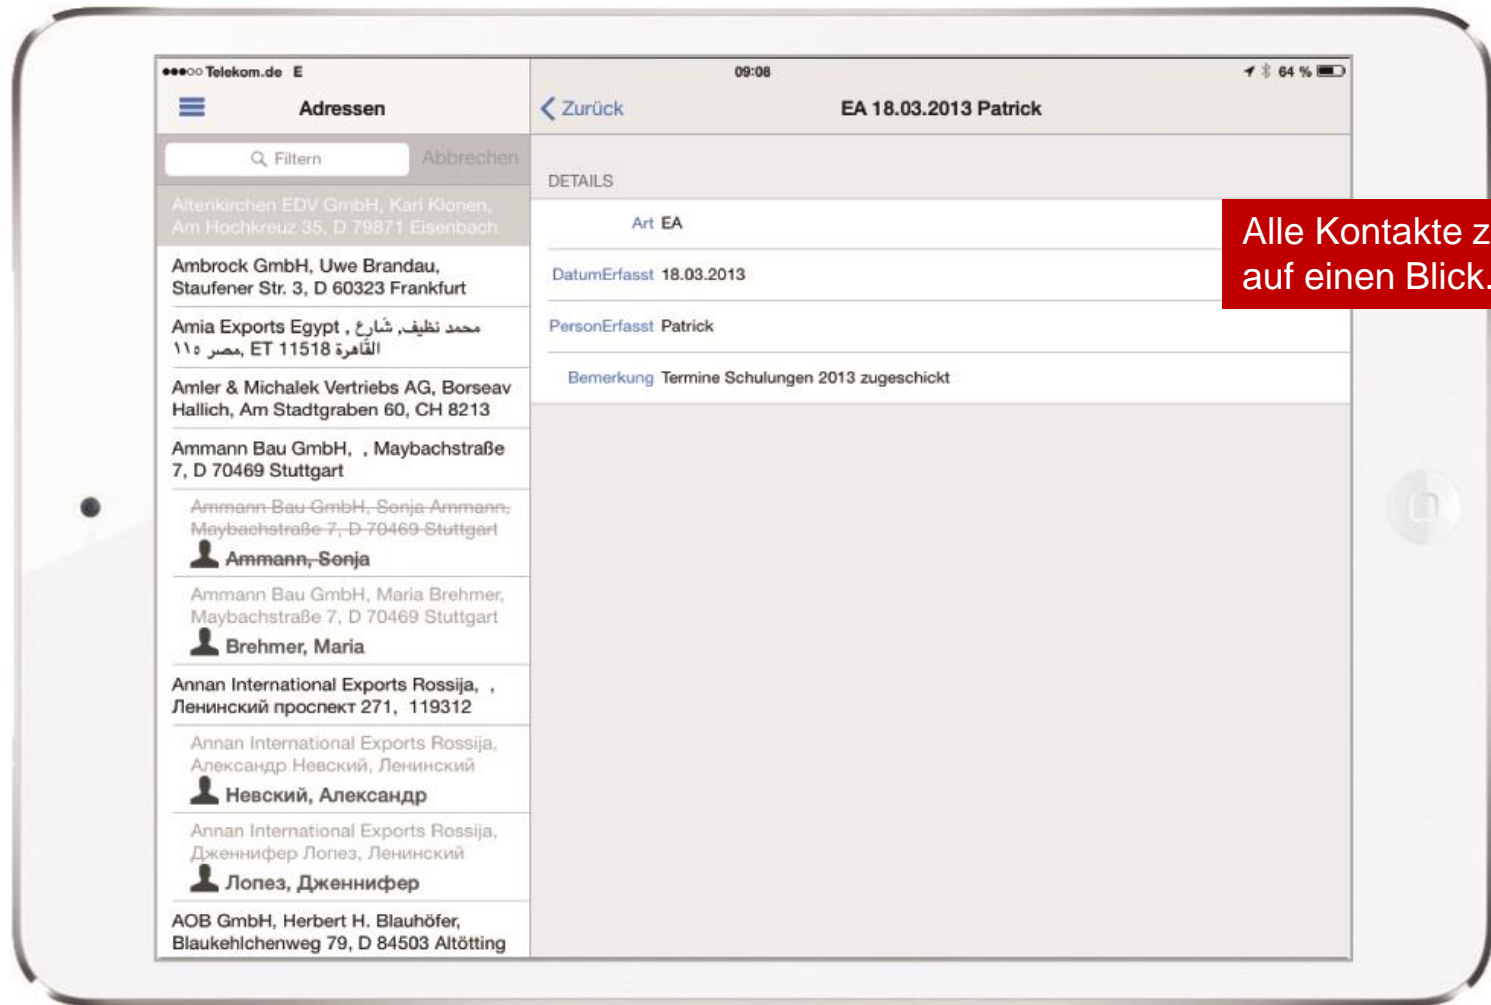 Telekom.de E
09:08
64 %
Adressen
Zurück
EA 18.03.2013 Patrick
Filtern
Abbrechen
Altenkirchen EDV GmbH, Karl Klonen,
Am Hochkreuz 35, D 79871 Eisenbach
Ambrock GmbH, Uwe Brandau,
Staufener Str. 3, D 60323 Frankfurt
Amia Exports Egypt , محمد نظيف, شَارِع
١١٥ القَاهرة ET 11518 ,مصر
Amler & Michalek Vertriebs AG, Borseav
Hallich, Am Stadtgraben 60, CH 8213
Ammann Bau GmbH, , Maybachstraße
7, D 70469 Stuttgart
Ammann Bau GmbH, Sonja Ammann,
Maybachstraße 7, D 70469 Stuttgart
Ammann, Sonja
Ammann Bau GmbH, Maria Brehmer,
Maybachstraße 7, D 70469 Stuttgart
Brehmer, Maria
Annan International Exports Rossija, ,
Ленинский проспект 271, 119312
Annan International Exports Rossija,
Александр Невский, Ленинский
Невский, Александр
Annan International Exports Rossija,
Дженнифер Лопез, Ленинский
Лопез, Дженнифер
AOB GmbH, Herbert H. Blauhöfer,
Blaukehlchenweg 79, D 84503 Altötting
DETAILS
Art EA
DatumErfasst 18.03.2013
PersonErfasst Patrick
Bemerkung Termine Schulungen 2013 zugeschickt
Alle Kontakte z
auf einen Blick.